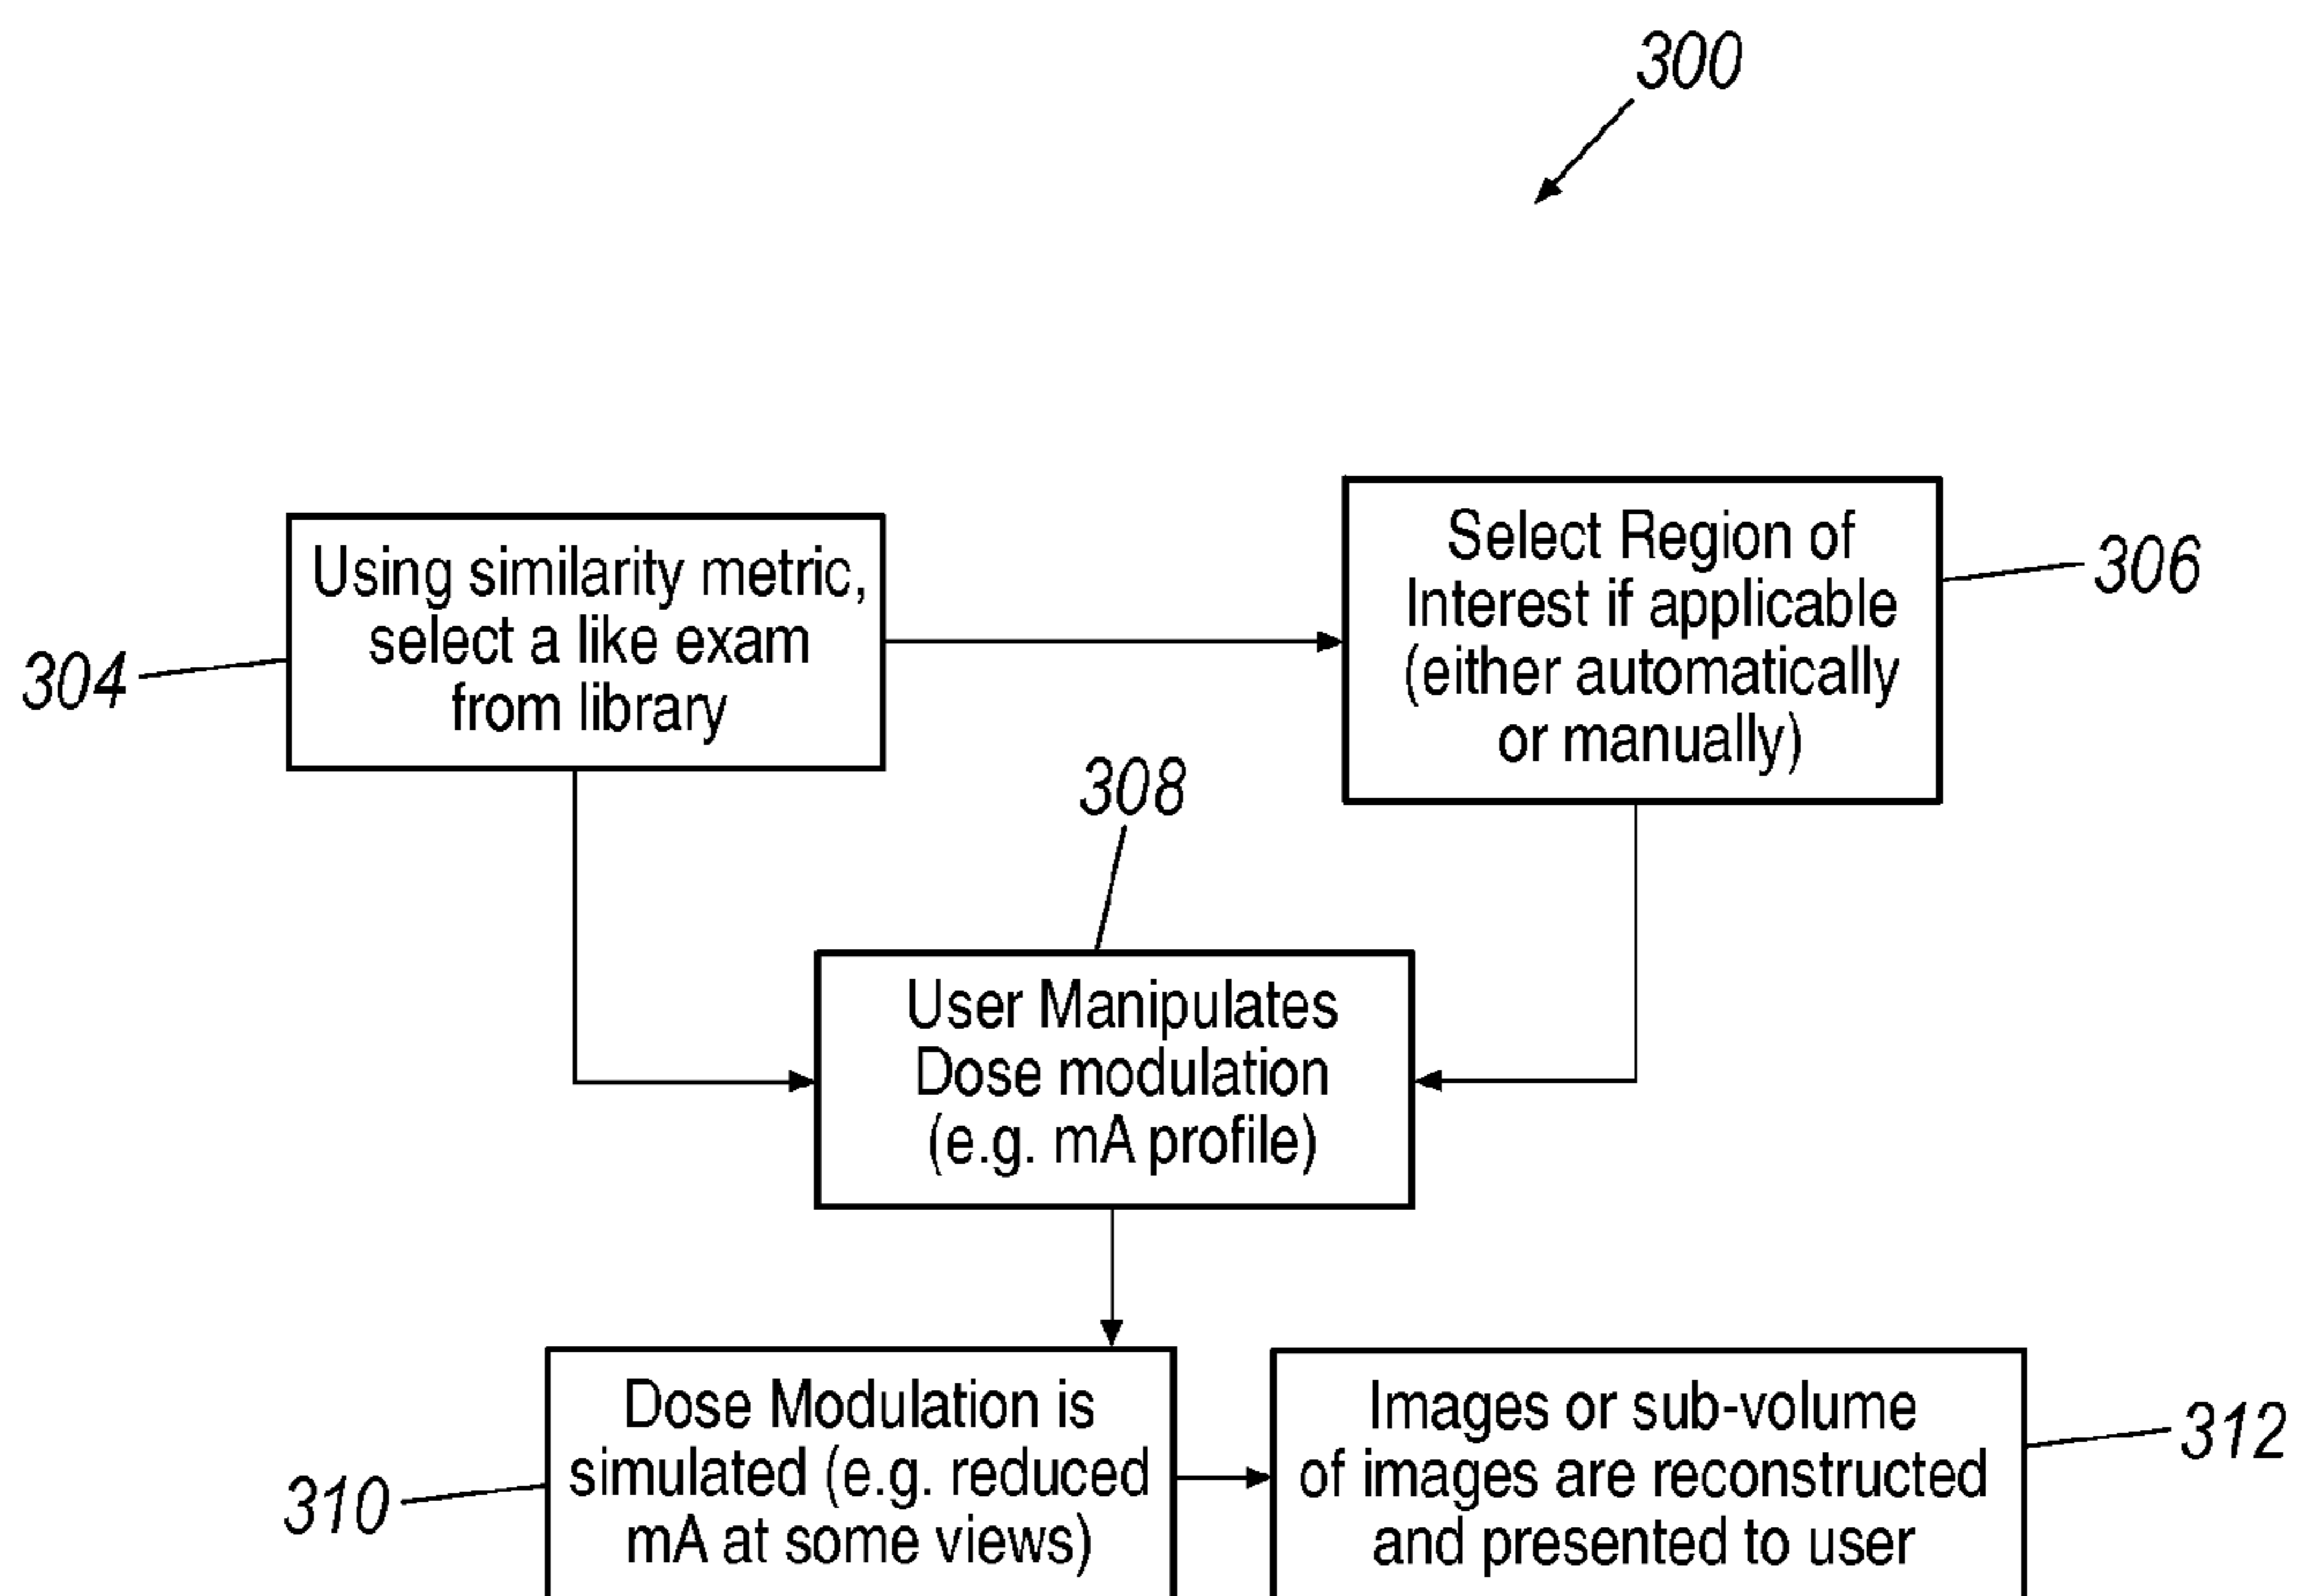 300
Using similarity metric,
select a like exam
from library
304
Select Region of
Interest if applicable
(either automatically
or manually)
306
308
User Manipulates
Dose modulation
(e.g. mA profile)
Dose Modulation is
simulated (e.g. reduced
mA at some views)
310
Images or sub-volume
of images are reconstructed
and presented to user
312